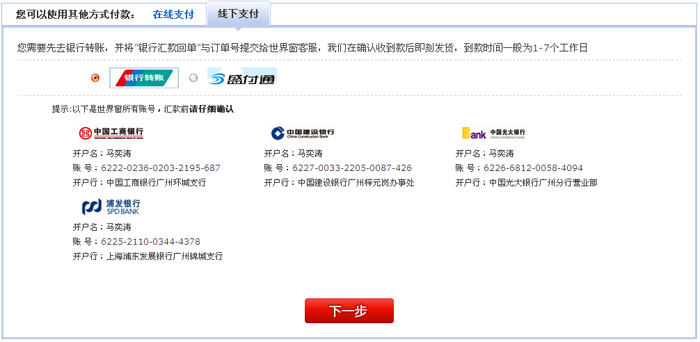 您可以使用其他方式付款： 在线支付 线下支付
您需要先去银行转账，并将"银行汇款回单"与订单号提交给世界窗客服，我们在确认收到款后即刻发货，到款时间一般为1-7个工作日
银行转账 盛付通
提示:以下是世界窗所有账号，汇款前请仔细确认
中国工商银行 中国建设银行 China Construction Bank Bank 中国光大银行
开户名：马奕涛 开户名：马奕涛 开户名：马奕涛
账 号：6222-0236-0203-2195-687 账 号：6227-0033-2205-0087-426 账 号：6226-6812-0058-4094
开户行：中国工商银行广州环城支行 开户行：中国建设银行广州梓元岗办事处 开户行：中国光大银行广州分行营业部
浦发银行
SPD BANK
开户名：马奕涛
账 号：6225-2110-0344-4378
开户行：上海浦东发展银行广州锦城支行
下一步